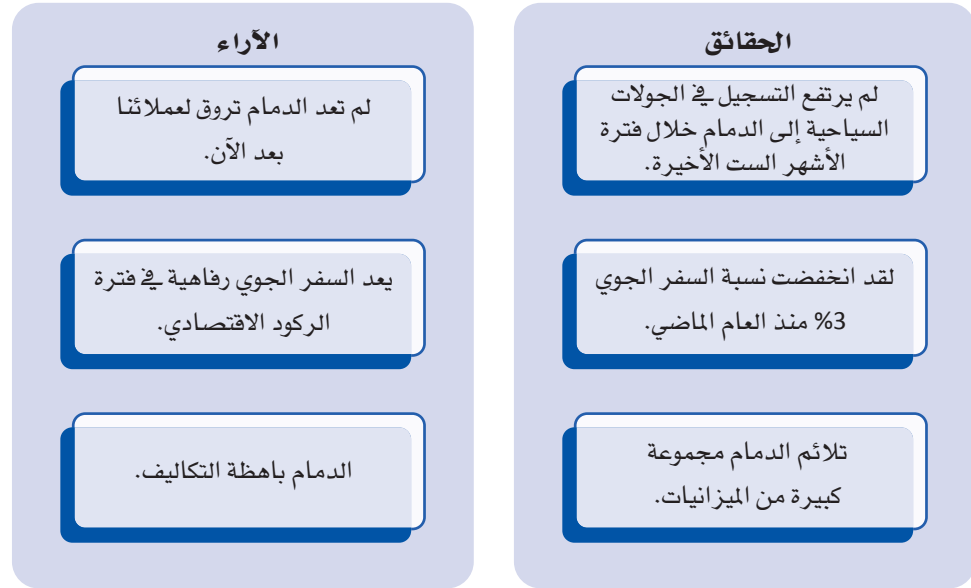 الحقائق
لم يرتفع التسجيل في الجولات
السياحية إلى الدمام خلال فترة
الأشهر الست الأخيرة.
لقد انخفضت نسبة السفر الجوي
3% منذ العام الماضي.
تلائم الدمام مجموعة
كبيرة من الميزانيات.
الآراء
لم تعد الدمام تروق لعملائنا
بعد الآن.
يعد السفر الجوي رفاهية في فترة
الركود الاقتصادي.
الدمام باهظة التكاليف.